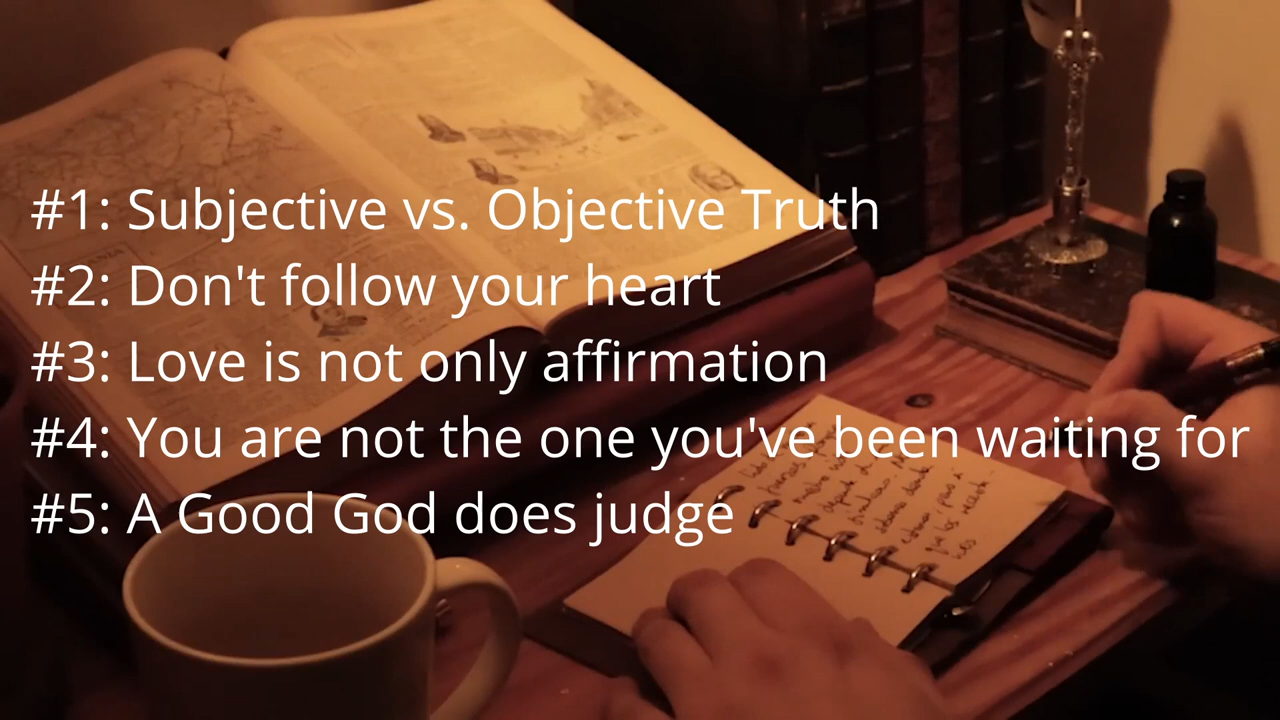 #1: Subjective vs. Objective Truth
#2: Don't follow your heart
#3: Love is not only affirmation
#4: You are not the one you've been waiting for
#5: A Good God does judge